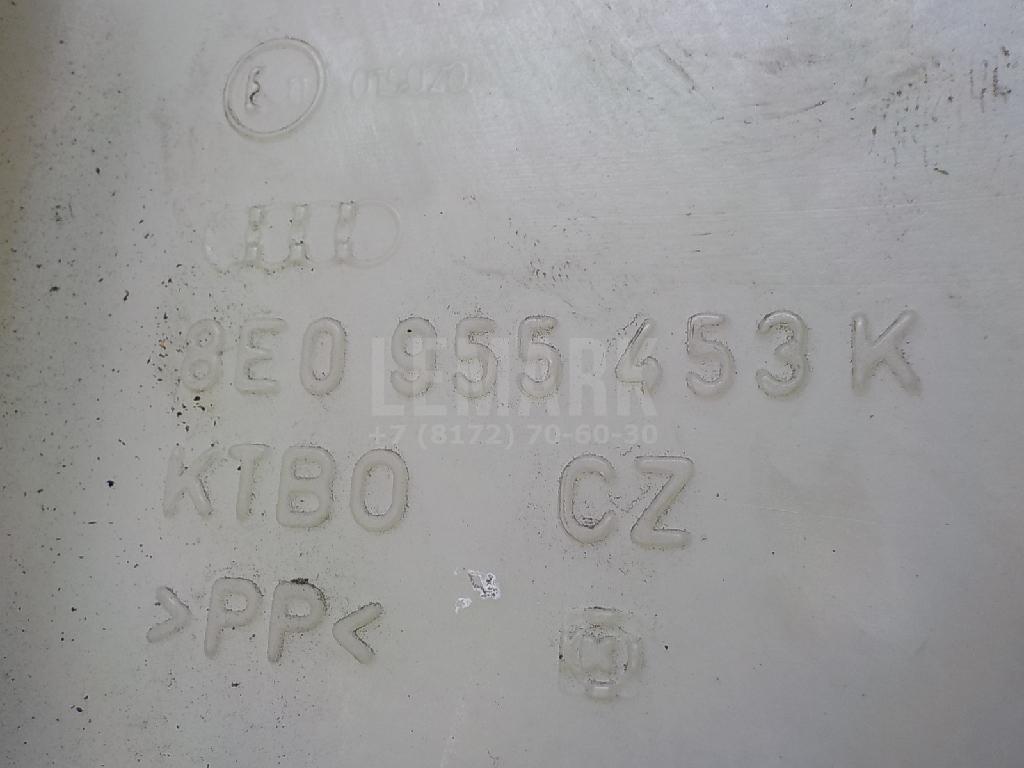 8E0 955 453 K
LEMARK
+7 (8172) 70-60-30
KTBO CZ
>PP<